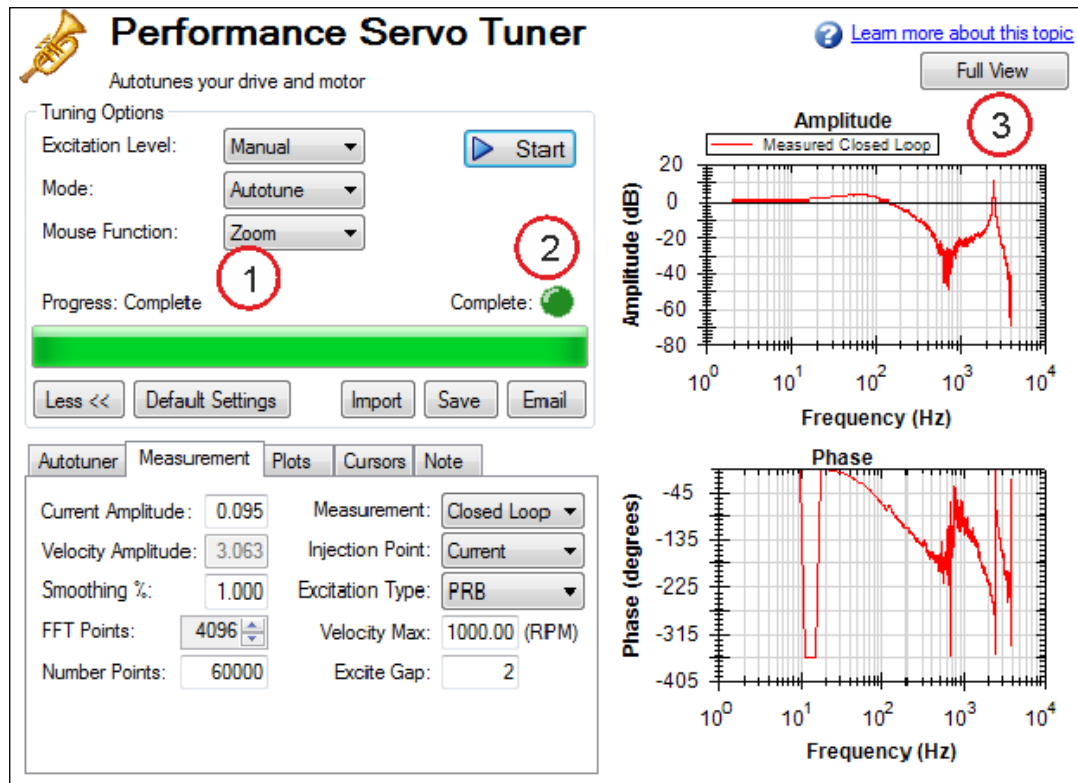 Performance Servo Tuner
Learn more about this topic
Autotunes your drive and motor
Full View
Tuning Options
Excitation Level: Manual
Start
Mode: Autotune
Mouse Function: Zoom
1
2
3
Progress: Complete
Complete:
Less <<
Default Settings
Import
Save
Email
Autotuner
Measurement
Plots
Cursors
Note
Current Amplitude: 0.095
Measurement: Closed Loop
Velocity Amplitude: 3.063
Injection Point: Current
Smoothing %: 1.000
Excitation Type: PRB
FFT Points: 4096
Velocity Max: 1000.00 (RPM)
Number Points: 60000
Excite Gap: 2
Amplitude
Measured Closed Loop
Amplitude (dB)
20
0
-20
-40
-60
-80
10^0 10^1 10^2 10^3 10^4
Frequency (Hz)
Phase
Phase (degrees)
-45
-135
-225
-315
-405
10^0 10^1 10^2 10^3 10^4
Frequency (Hz)